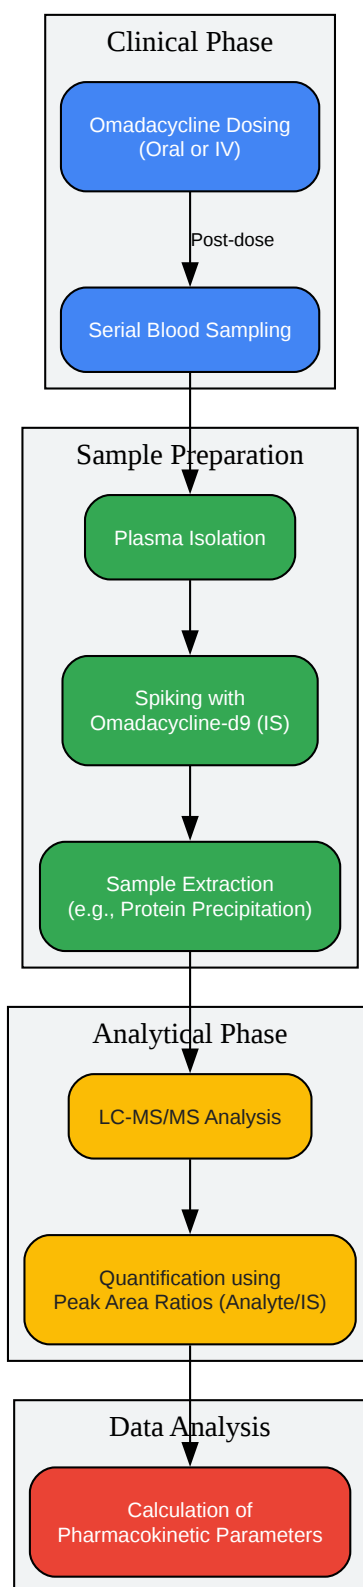 Clinical Phase
Omadacycline Dosing
(Oral or IV)
Post-dose
Serial Blood Sampling
Sample Preparation
Plasma Isolation
Spiking with
Omadacycline-d9 (IS)
Sample Extraction
(e.g., Protein Precipitation)
Analytical Phase
LC-MS/MS Analysis
Quantification using
Peak Area Ratios (Analyte/IS)
Data Analysis
Calculation of
Pharmacokinetic Parameters